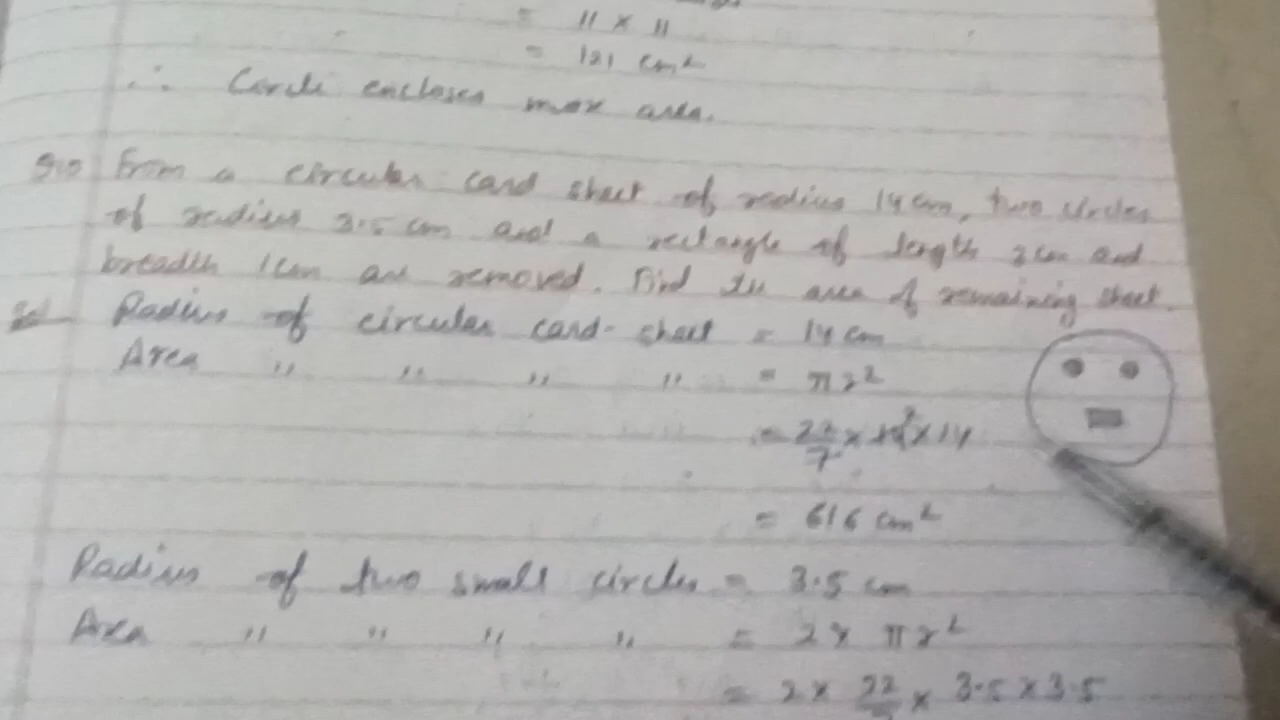 = 11 × 11
= 121 cm²
∴ Circle encloses max area.
From a circular card sheet of radius 14 cm, two circles
of radius 3.5 cm and a rectangle of length 3 cm and
breadth 1cm are removed. Find the area of remaining sheet.
Sol Radius of circular card-sheet = 14 cm
Area " " " " = πr²
= 22/7 × 14 2 × 14
= 616 cm²
Radius of two small circles = 3.5 cm
Area " " " " = 2× πr²
= 2 × 22/7 × 3.5 × 3.5